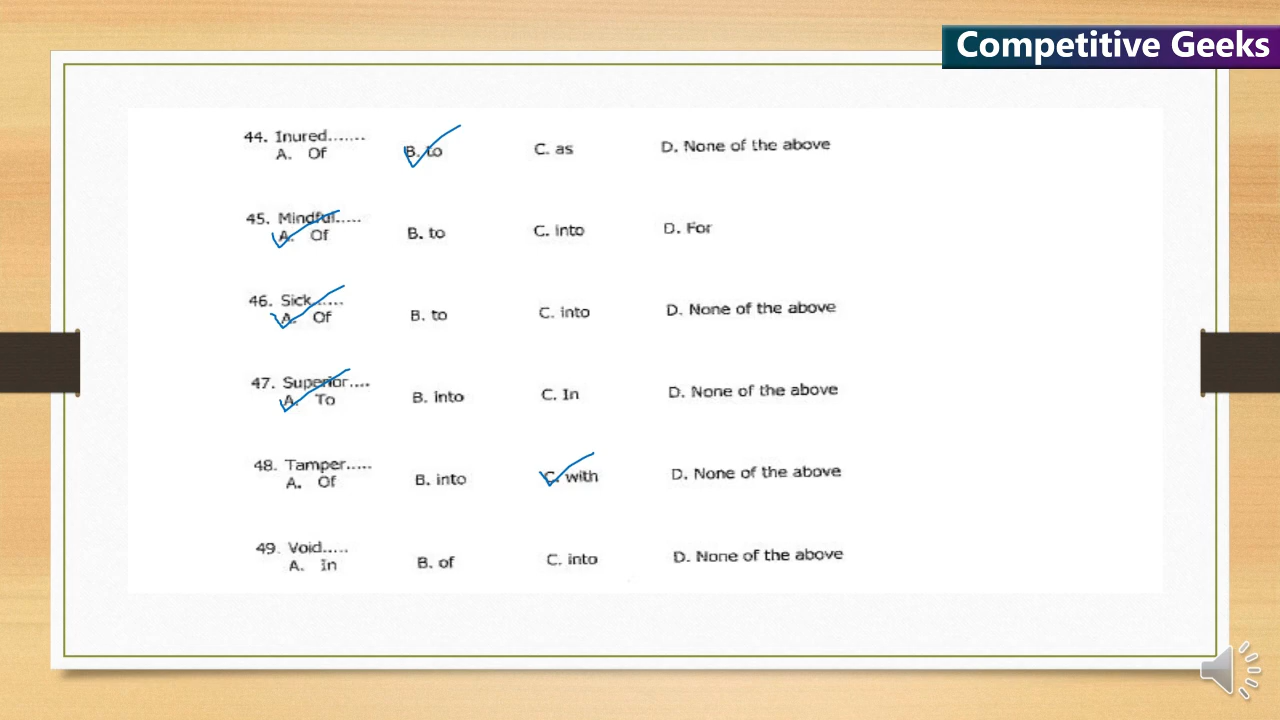 Competitive Geeks
44. Inured.......
A. Of B. to C. as D. None of the above
45. Mindful.....
A. Of B. to C. into D. For
46. Sick......
A. Of B. to C. into D. None of the above
47. Superior....
A. To B. into C. In D. None of the above
48. Tamper.....
A. Of B. into C. with D. None of the above
49. Void.....
A. In B. of C. into D. None of the above